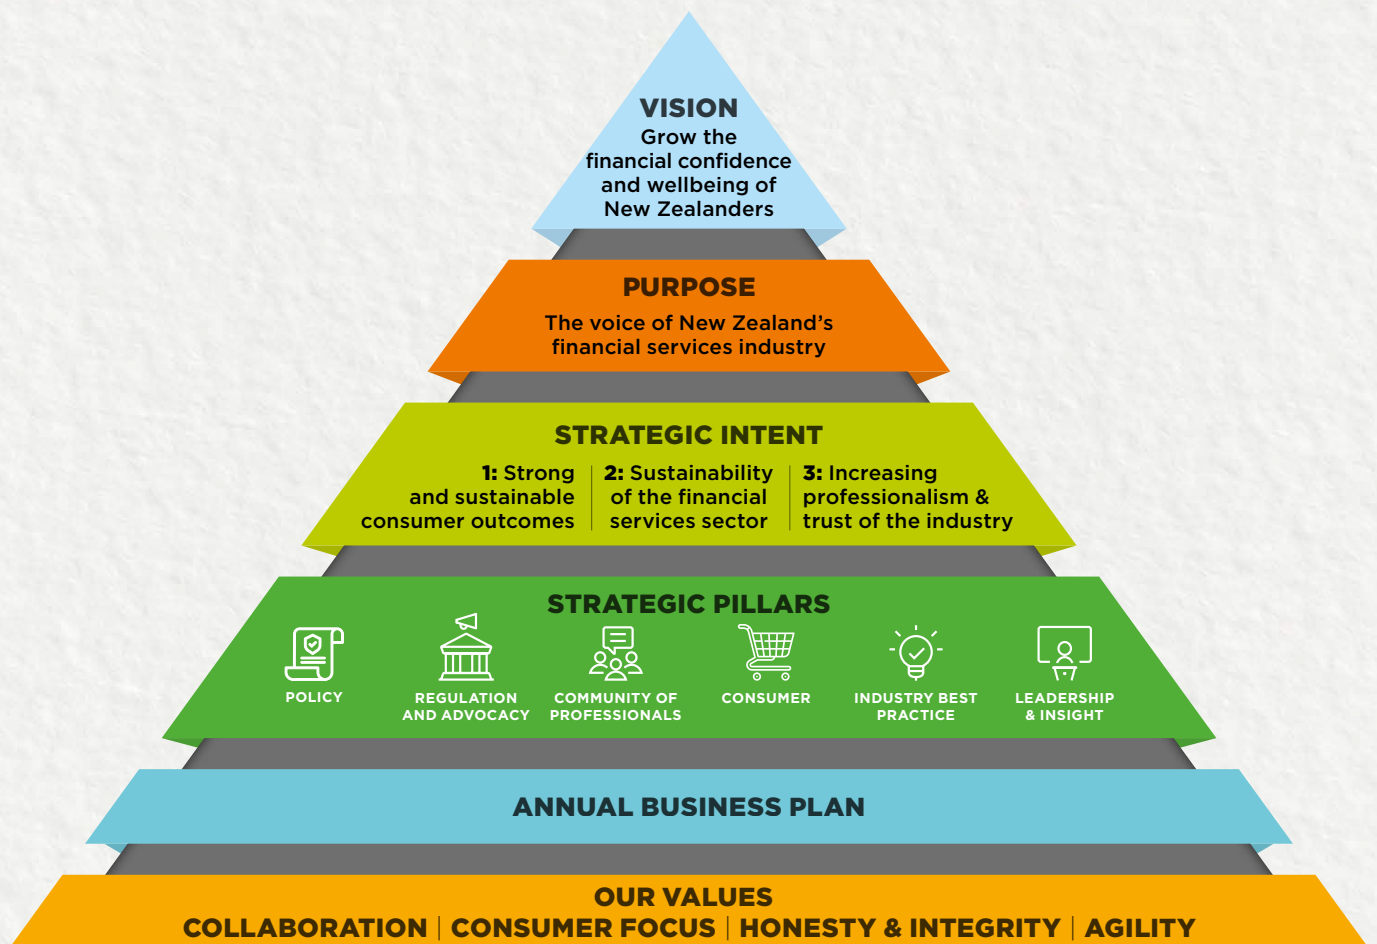 VISION
Grow the
financial confidence
and wellbeing of
New Zealanders
PURPOSE
The voice of New Zealand’s
financial services industry
STRATEGIC INTENT
1: Strong
and sustainable
consumer outcomes
2: Sustainability
of the financial
services sector
3: Increasing
professionalism &
trust of the industry
STRATEGIC PILLARS
POLICY
REGULATION
AND ADVOCACY
COMMUNITY OF
PROFESSIONALS
CONSUMER
INDUSTRY BEST
PRACTICE
LEADERSHIP
& INSIGHT
ANNUAL BUSINESS PLAN
OUR VALUES
COLLABORATION | CONSUMER FOCUS | HONESTY & INTEGRITY | AGILITY